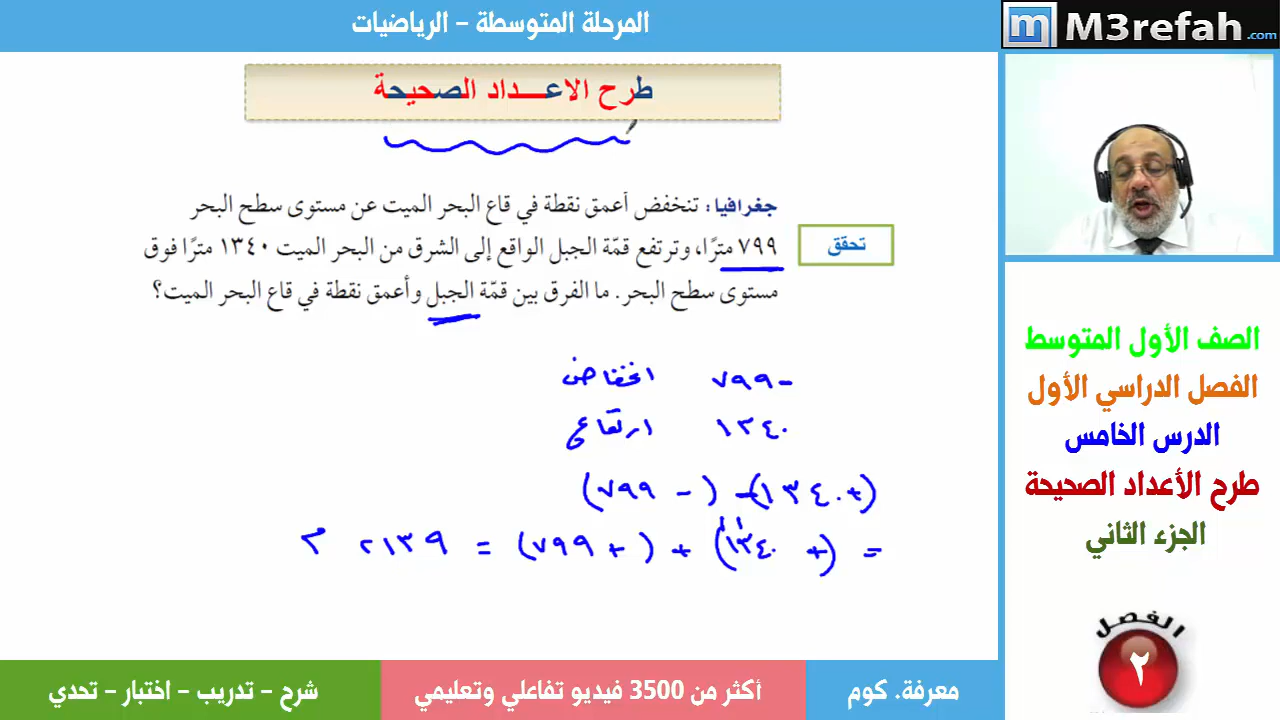 المرحلة المتوسطة - الرياضيات
M3refah.com
طرح الاعـــداد الصحيحة
جغرافيا: تنخفض أعمق نقطة في قاع البحر الميت عن مستوى سطح البحر
تحقق
٧٩٩ مترًا، وترتفع قمّة الجبل الواقع إلى الشرق من البحر الميت ١٣٤٠ مترًا فوق
مستوى سطح البحر. ما الفرق بين قمّة الجبل وأعمق نقطة في قاع البحر الميت؟
-٧٩٩ انخفاض
١٣٤٠ ارتفاع
(+١٣٤٠) - (-٧٩٩)
= (+١٣٤٠) + (+٧٩٩) = ٢١٣٩ م
الصف الأول المتوسط
الفصل الدراسي الأول
الدرس الخامس
طرح الأعداد الصحيحة
الجزء الثاني
الفصل
٢
معرفة. كوم
أكثر من 3500 فيديو تفاعلي وتعليمي
شرح - تدريب - اختبار - تحدي